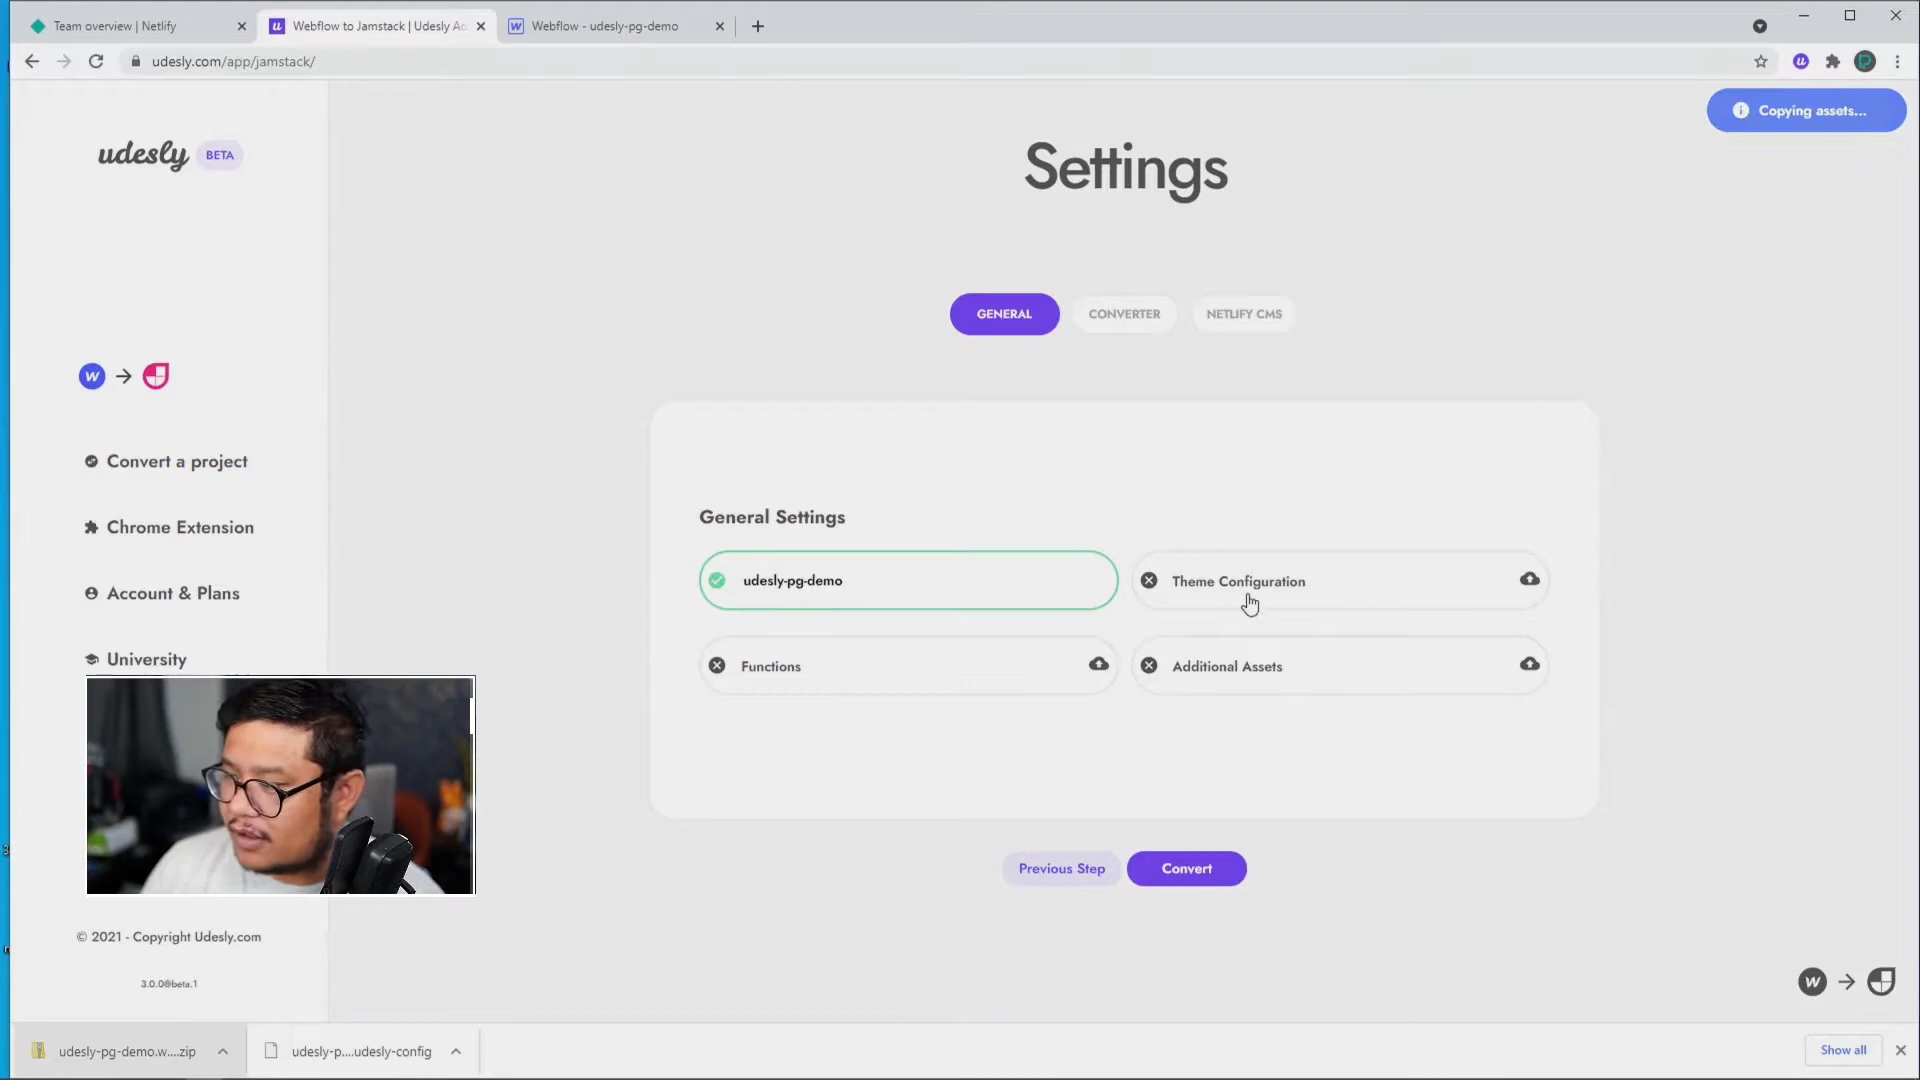 Team overview | Netlify
Webflow to Jamstack | Udesly Ad
Webflow - udesly-pg-demo
udesly.com/app/jamstack/
Copying assets...
udesly BETA
Settings
GENERAL
CONVERTER
NETLIFY CMS
Convert a project
Chrome Extension
Account & Plans
University
General Settings
udesly-pg-demo
Theme Configuration
Functions
Additional Assets
Previous Step
Convert
© 2021 - Copyright Udesly.com
3.0.0@beta.1
udesly-pg-demo.w....zip
udesly-p....udesly-config
Show all